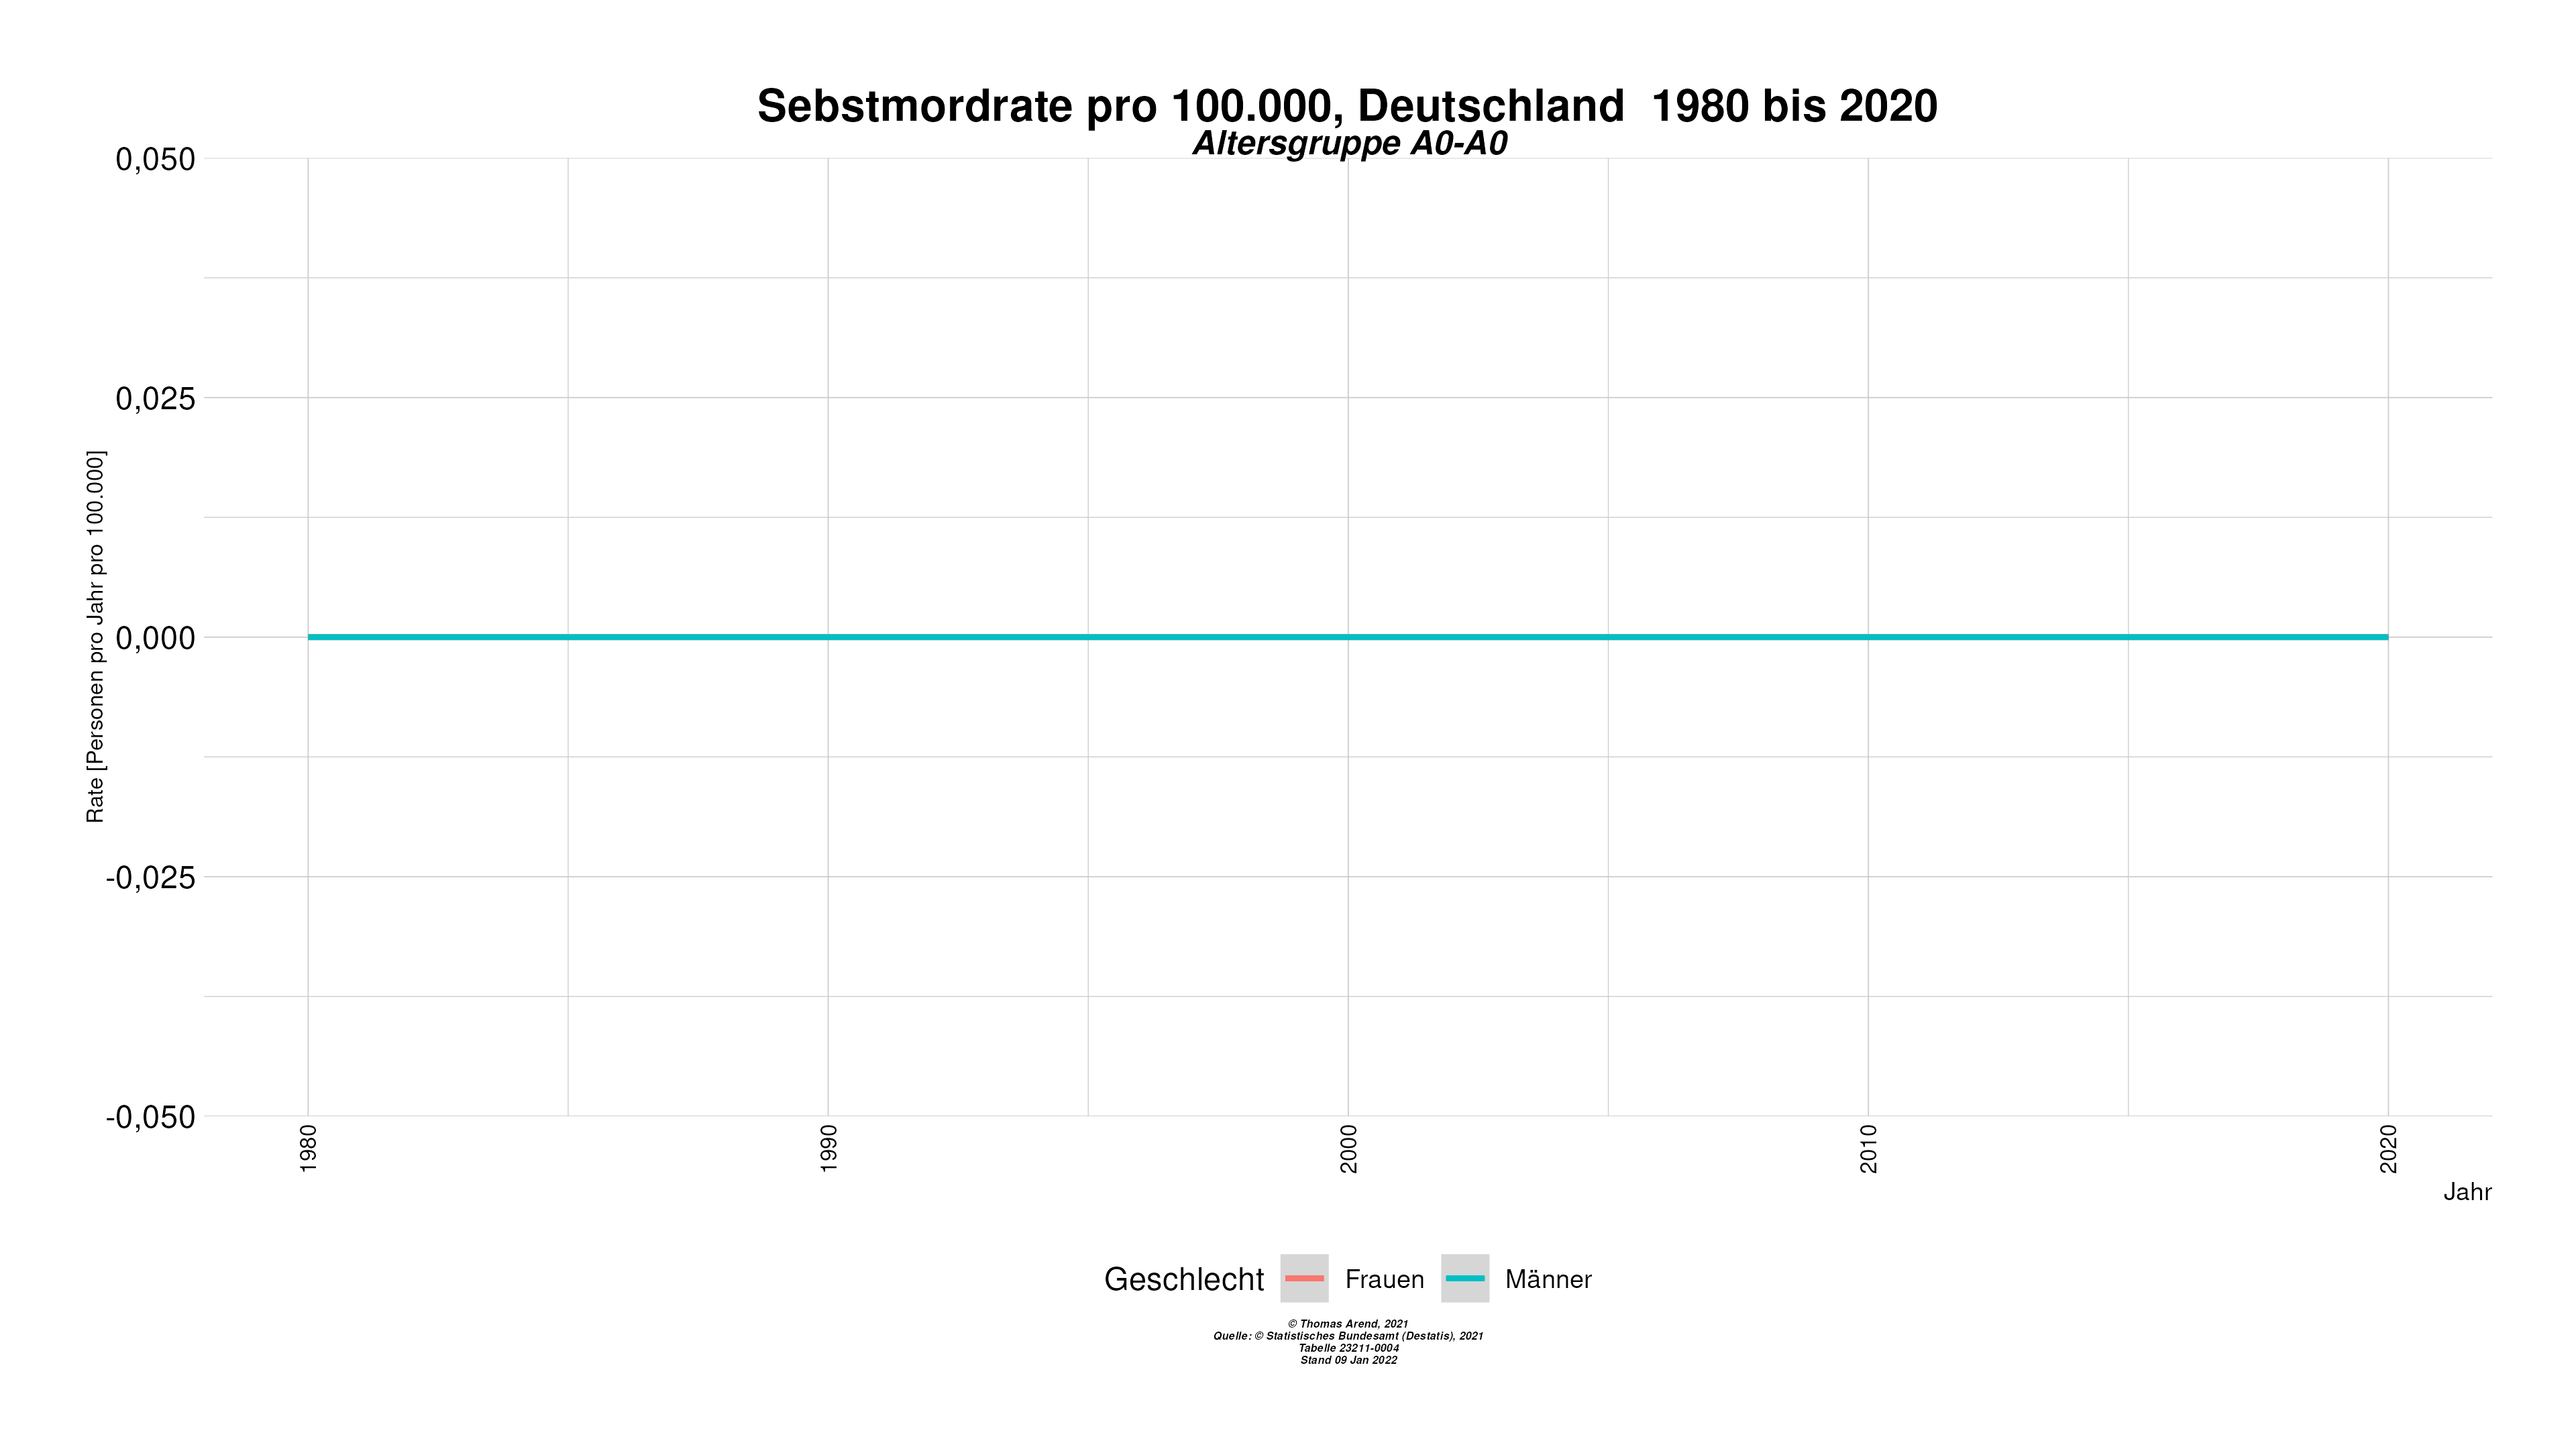 Sebstmordrate pro 100.000, Deutschland  1980 bis 2020
Altersgruppe A0-A0
0,050
0,025
0,000
-0,025
-0,050
Rate [Personen pro Jahr pro 100.000]
1980
1990
2000
2010
2020
Jahr
Geschlecht Frauen Männer
© Thomas Arend, 2021
Quelle: © Statistisches Bundesamt (Destatis), 2021
Tabelle 23211-0004
Stand 09 Jan 2022